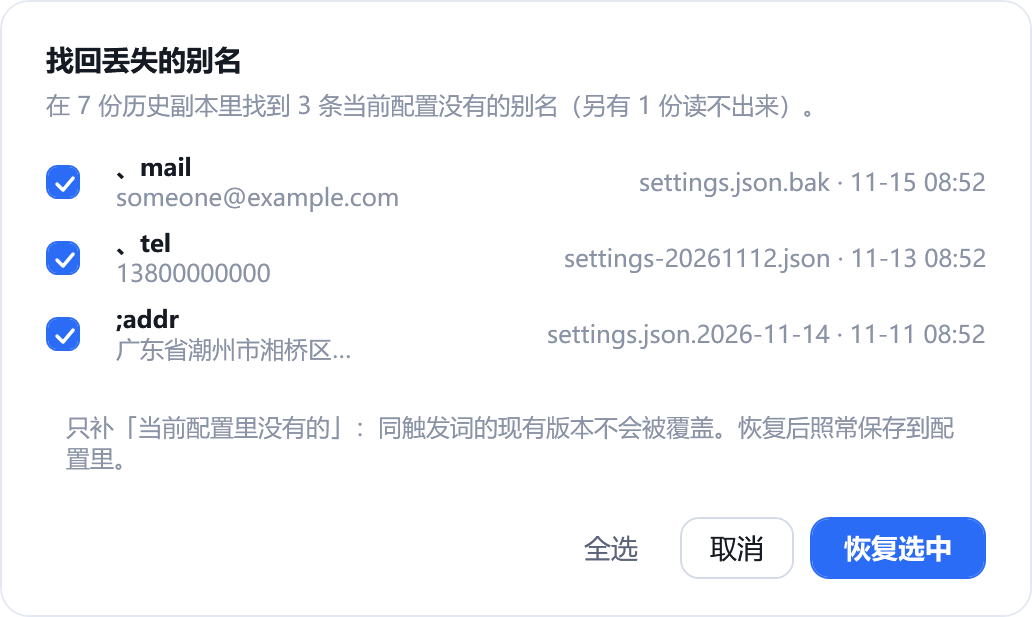 找回丢失的别名
在 7 份历史副本里找到 3 条当前配置没有的别名（另有 1 份读不出来）。
、mail
someone@example.com
settings.json.bak · 11-15 08:52
、tel
13800000000
settings-20261112.json · 11-13 08:52
;addr
广东省潮州市湘桥区...
settings.json.2026-11-14 · 11-11 08:52
只补「当前配置里没有的」：同触发词的现有版本不会被覆盖。恢复后照常保存到配
置里。
全选
取消
恢复选中